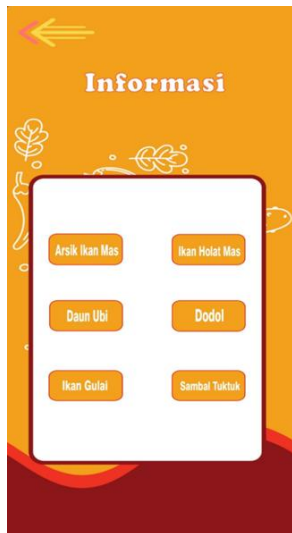 Informasi
Arsik Ikan Mas
Ikan Holat Mas
Daun Ubi
Dodol
Ikan Gulai
Sambal Tuktuk